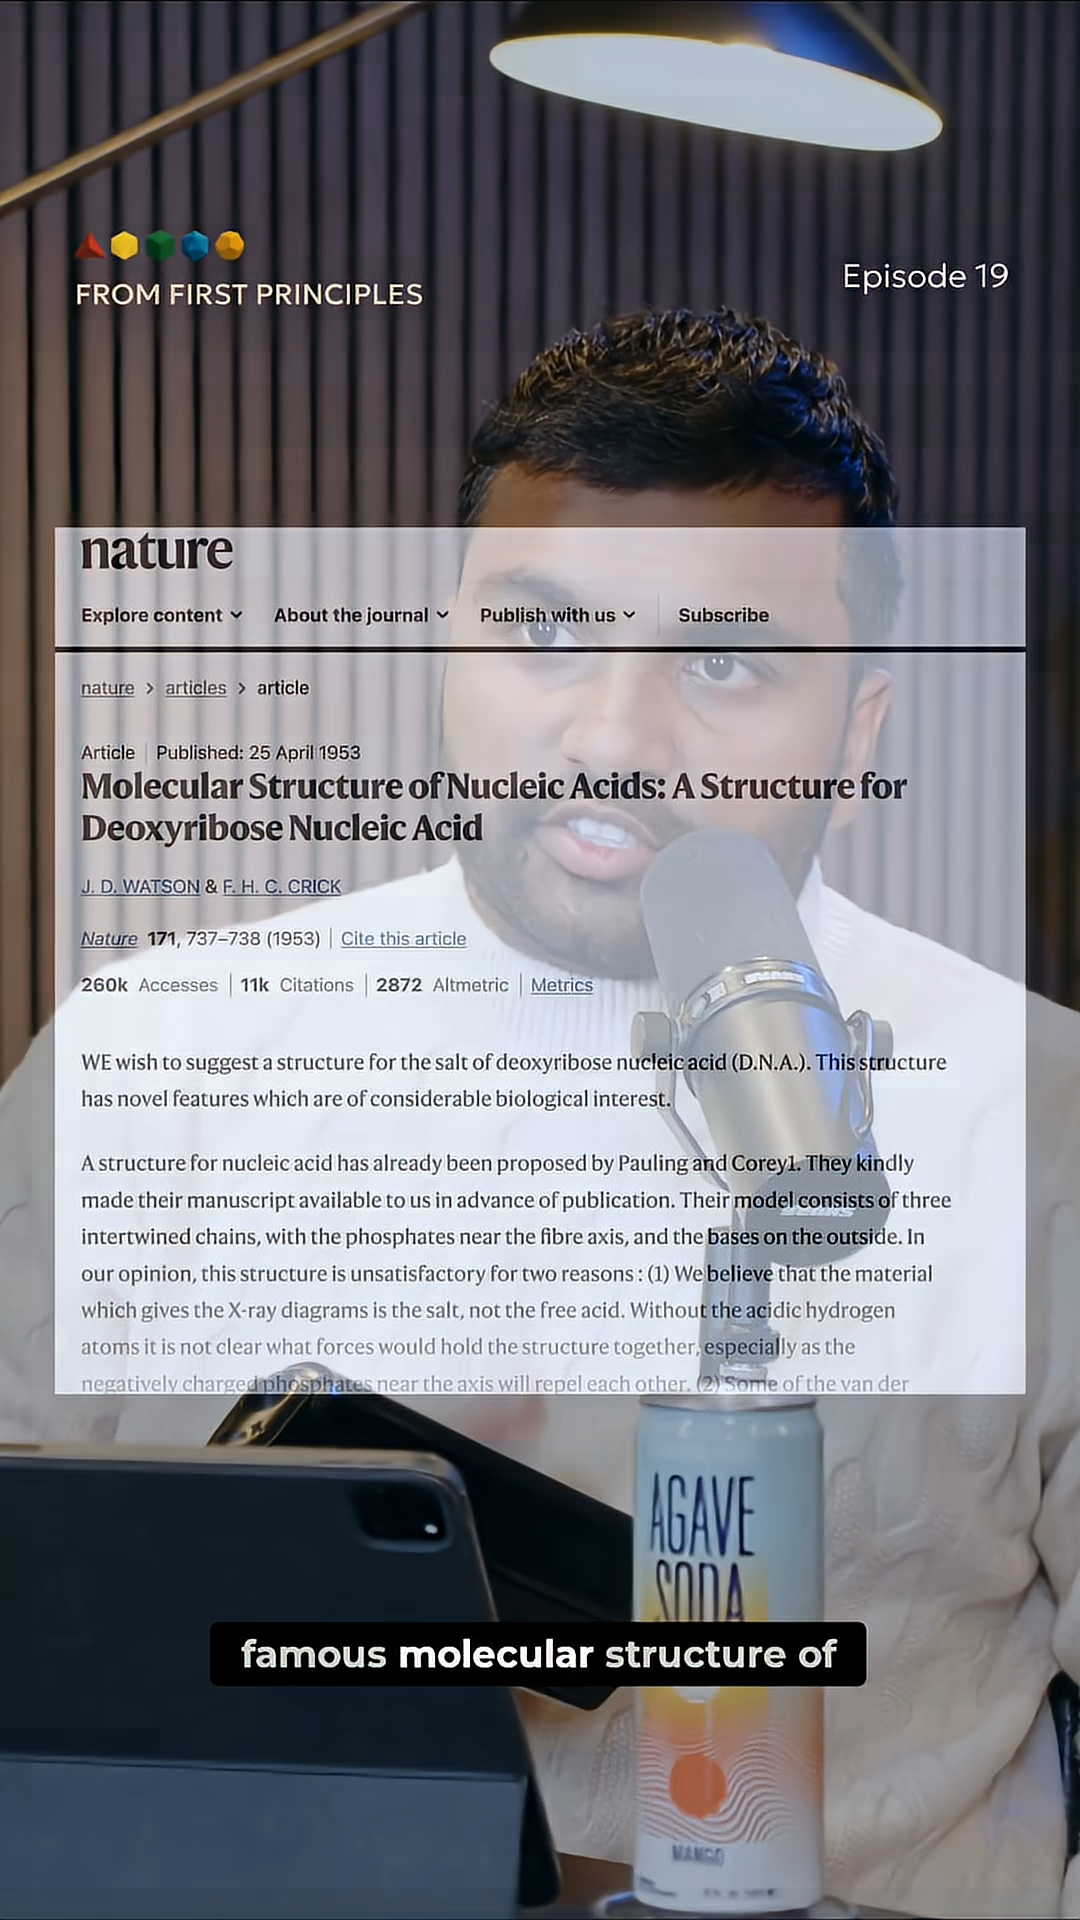 FROM FIRST PRINCIPLES
Episode 19
nature
Explore content About the journal Publish with us Subscribe
nature > articles > article
Article | Published: 25 April 1953
Molecular Structure of Nucleic Acids: A Structure for
Deoxyribose Nucleic Acid
J. D. WATSON & F. H. C. CRICK
Nature 171, 737–738 (1953) | Cite this article
260k Accesses | 11k Citations | 2872 Altmetric | Metrics
WE wish to suggest a structure for the salt of deoxyribose nucleic acid (D.N.A.). This structure
has novel features which are of considerable biological interest.
A structure for nucleic acid has already been proposed by Pauling and Corey1. They kindly
made their manuscript available to us in advance of publication. Their model consists of three
intertwined chains, with the phosphates near the fibre axis, and the bases on the outside. In
our opinion, this structure is unsatisfactory for two reasons : (1) We believe that the material
which gives the X-ray diagrams is the salt, not the free acid. Without the acidic hydrogen
atoms it is not clear what forces would hold the structure together, especially as the
negatively charged phosphates near the axis will repel each other. (2) Some of the van der
AGAVE
SODA
famous molecular structure of
MANGO